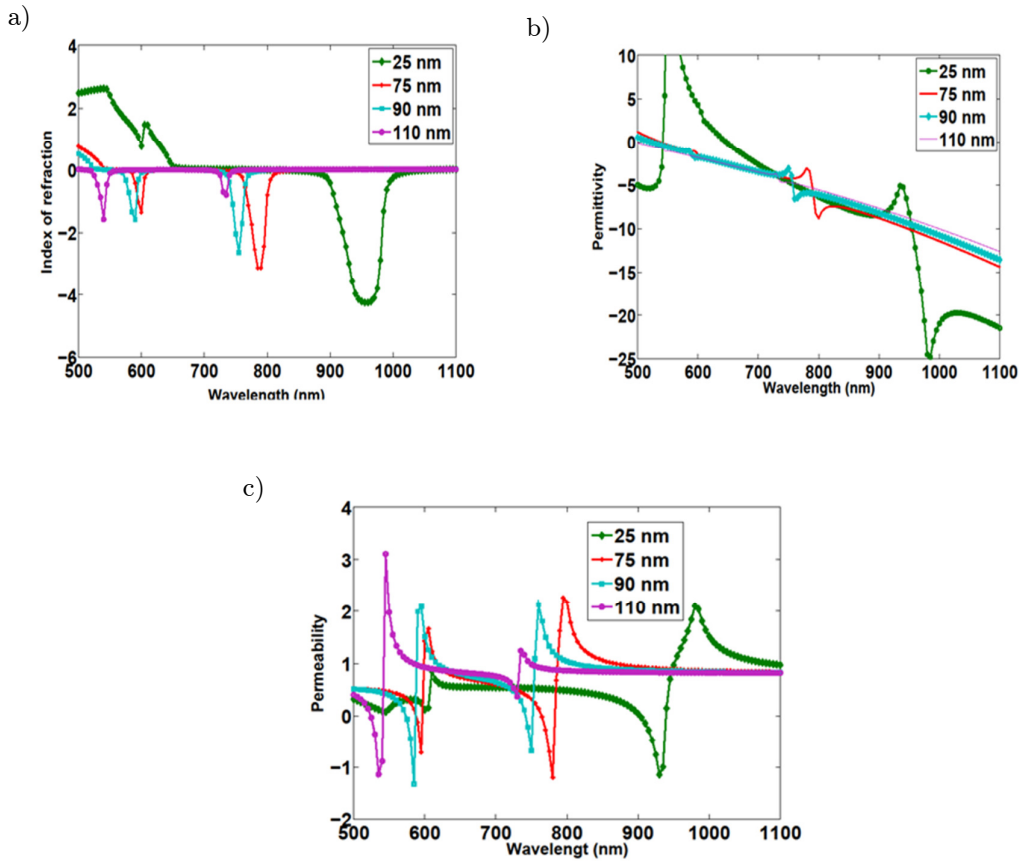 a)
4
2
0
−2
−4
−6
500 600 700 800 900 1000 1100
Index of refraction
Wavelength (nm)
25 nm
75 nm
90 nm
110 nm
b)
10
5
0
−5
−10
−15
−20
−25
500 600 700 800 900 1000 1100
Permittivity
Wavelength (nm)
25 nm
75 nm
90 nm
110 nm
c)
4
3
2
1
0
−1
−2
500 600 700 800 900 1000 1100
Permeability
Wavelengt (nm)
25 nm
75 nm
90 nm
110 nm